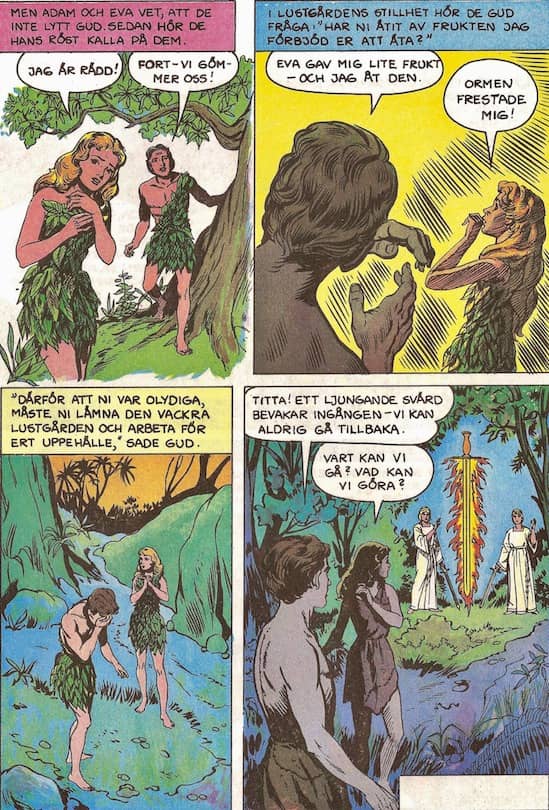 MEN ADAM OCH EVA VET, ATT DE
INTE LYTT GUD. SEDAN HÖR DE
HANS RÖST KALLA PÅ DEM.
JAG ÄR RÄDD!
FORT-VI GÖM-
MER OSS!
I LUSTGÅRDENS STILLHET HÖR DE GUD
FRÅGA: "HAR NI ÄTIT AV FRUKTEN JAG
FÖRBJÖD ER ATT ÄTA?"
EVA GAV MIG LITE FRUKT
-OCH JAG ÅT DEN.
ORMEN
FRESTADE
MIG!
"DÄRFÖR ATT NI VAR OLYDIGA,
MÅSTE NI LÄMNA DEN VACKRA
LUSTGÅRDEN OCH ARBETA FÖR
ERT UPPEHÄLLE," SADE GUD.
TITTA! ETT LJUNGANDE SVÄRD
BEVAKAR INGÅNGEN-VI KAN
ALDRIG GÅ TILLBAKA.
VART KAN VI
GÅ? VAD KAN
VI GÖRA?